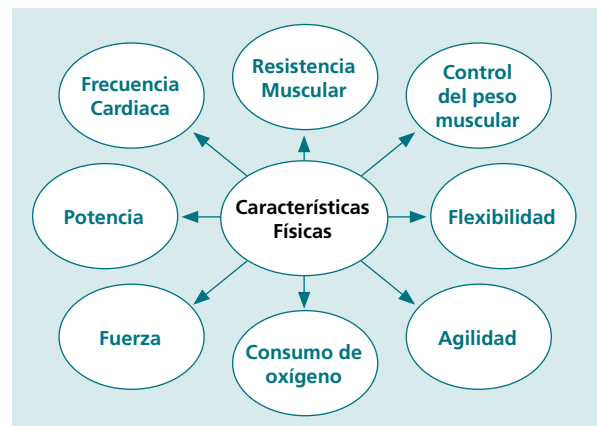 Frecuencia
Cardiaca
Resistencia
Muscular
Control
del peso
muscular
Potencia
Características
Físicas
Flexibilidad
Fuerza
Consumo de
oxígeno
Agilidad